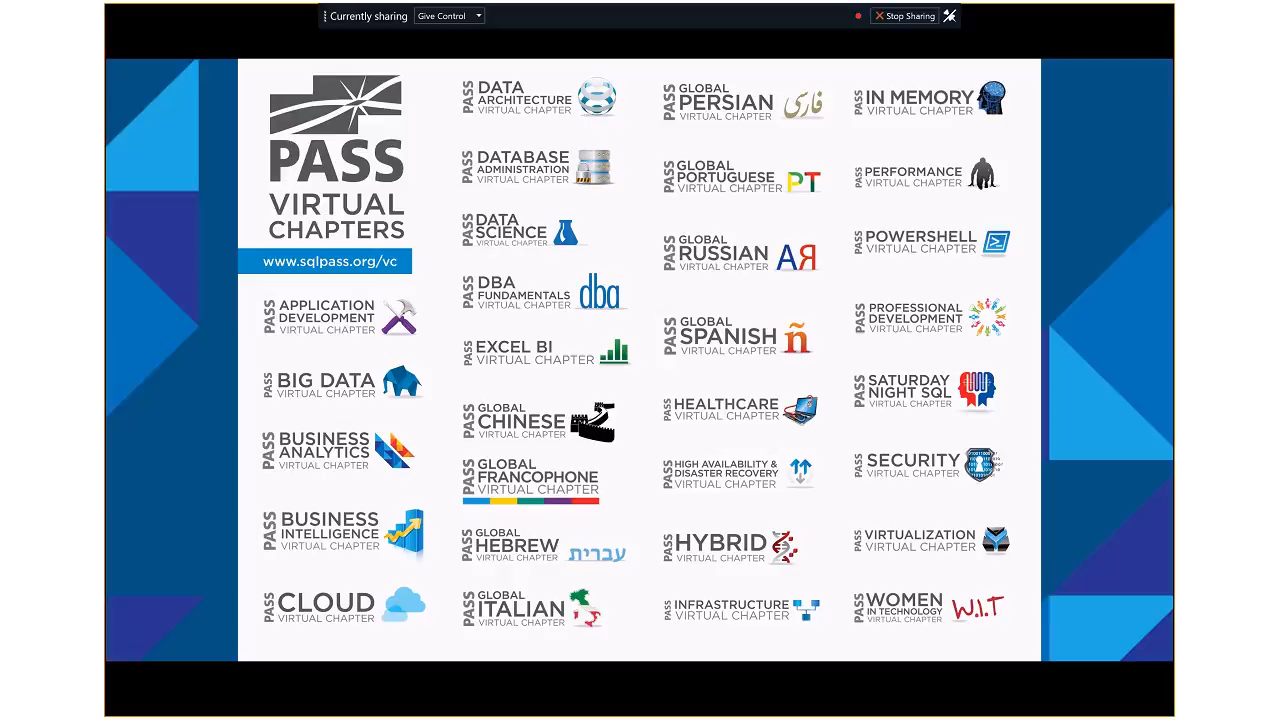 Currently sharing
Give Control
Stop Sharing
PASS
VIRTUAL
CHAPTERS
www.sqlpass.org/vc
PASS
APPLICATION
DEVELOPMENT
VIRTUAL CHAPTER
PASS
BIG DATA
VIRTUAL CHAPTER
PASS
BUSINESS
ANALYTICS
VIRTUAL CHAPTER
PASS
BUSINESS
INTELLIGENCE
VIRTUAL CHAPTER
PASS
CLOUD
VIRTUAL CHAPTER
PASS
DATA
ARCHITECTURE
VIRTUAL CHAPTER
PASS
DATABASE
ADMINISTRATION
VIRTUAL CHAPTER
PASS
DATA
SCIENCE
VIRTUAL CHAPTER
PASS
DBA
FUNDAMENTALS
VIRTUAL CHAPTER
dba
PASS
EXCEL BI
VIRTUAL CHAPTER
PASS
GLOBAL
CHINESE
VIRTUAL CHAPTER
PASS
GLOBAL
FRANCOPHONE
VIRTUAL CHAPTER
PASS
GLOBAL
HEBREW
VIRTUAL CHAPTER
עברית
PASS
GLOBAL
ITALIAN
VIRTUAL CHAPTER
PASS
GLOBAL
PERSIAN
VIRTUAL CHAPTER
فارسی
PASS
GLOBAL
PORTUGUESE
VIRTUAL CHAPTER
PT
PASS
GLOBAL
RUSSIAN
VIRTUAL CHAPTER
АЯ
PASS
GLOBAL
SPANISH
VIRTUAL CHAPTER
ñ
PASS
HEALTHCARE
VIRTUAL CHAPTER
PASS
HIGH AVAILABILITY &
DISASTER RECOVERY
VIRTUAL CHAPTER
PASS
HYBRID
VIRTUAL CHAPTER
PASS
INFRASTRUCTURE
VIRTUAL CHAPTER
PASS
IN MEMORY
VIRTUAL CHAPTER
PASS
PERFORMANCE
VIRTUAL CHAPTER
PASS
POWERSHELL
VIRTUAL CHAPTER
PASS
PROFESSIONAL
DEVELOPMENT
VIRTUAL CHAPTER
PASS
SATURDAY
NIGHT SQL
VIRTUAL CHAPTER
PASS
SECURITY
VIRTUAL CHAPTER
PASS
VIRTUALIZATION
VIRTUAL CHAPTER
PASS
WOMEN
IN TECHNOLOGY
VIRTUAL CHAPTER
W.I.T